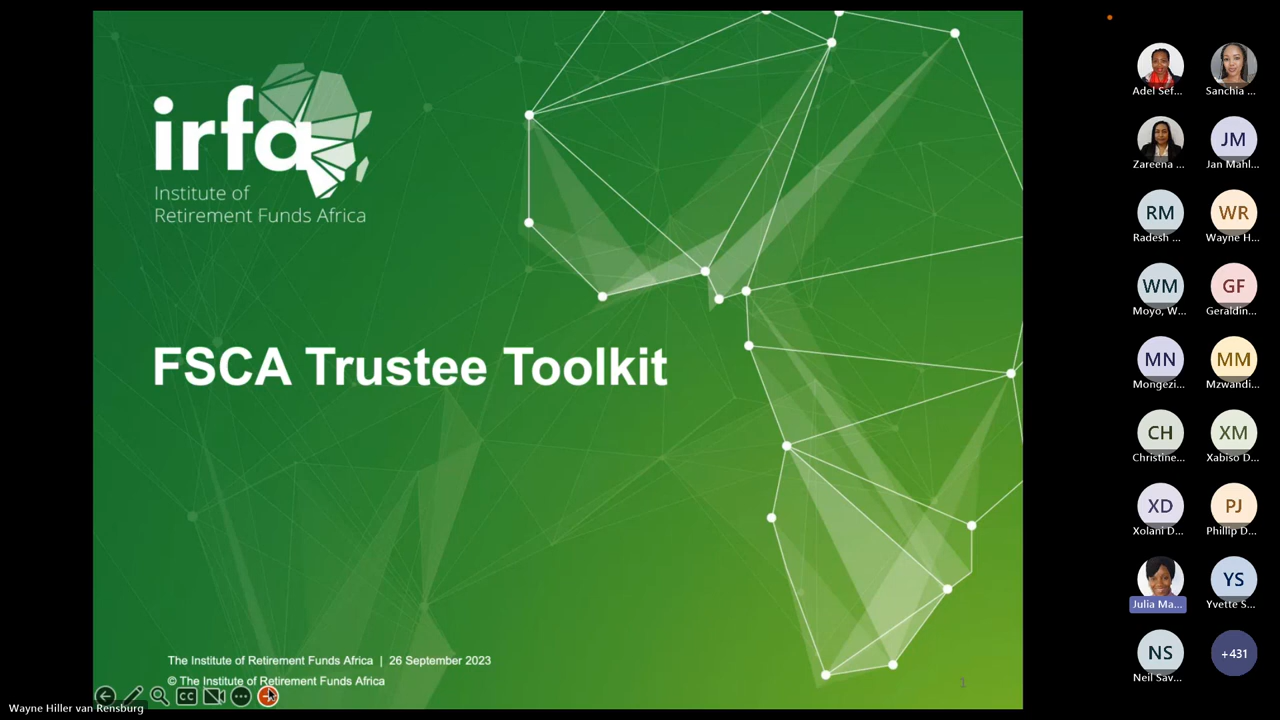 irfa
Institute of
Retirement Funds Africa
FSCA Trustee Toolkit
The Institute of Retirement Funds Africa | 26 September 2023
© The Institute of Retirement Funds Africa
1
CC
Wayne Hiller van Rensburg
Adel Sef...
Sanchia ...
Zareena ...
JM
Jan Mahl...
RM
Radesh ...
WR
Wayne H...
WM
Moyo, W...
GF
Geraldin...
MN
Mongezi...
MM
Mzwandi...
CH
Christine...
XM
Xabiso D...
XD
Xolani D...
PJ
Phillip D...
Julia Ma...
YS
Yvette S...
NS
Neil Sav...
+431